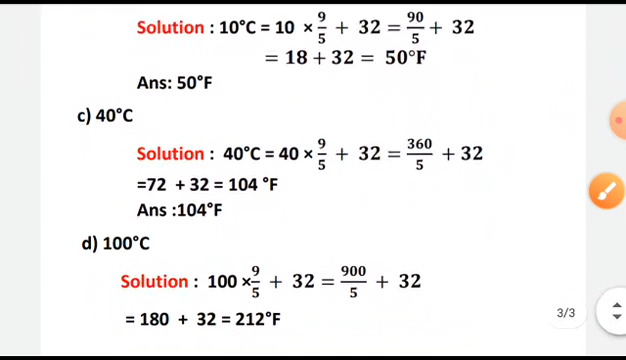 Solution : 10°C = 10 × 9/5 + 32 = 90/5 + 32
= 18 + 32 = 50°F
Ans: 50°F
c) 40°C
Solution : 40°C = 40 × 9/5 + 32 = 360/5 + 32
=72 + 32 = 104 °F
Ans :104°F
d) 100°C
Solution : 100 × 9/5 + 32 = 900/5 + 32
= 180 + 32 = 212°F
3/3